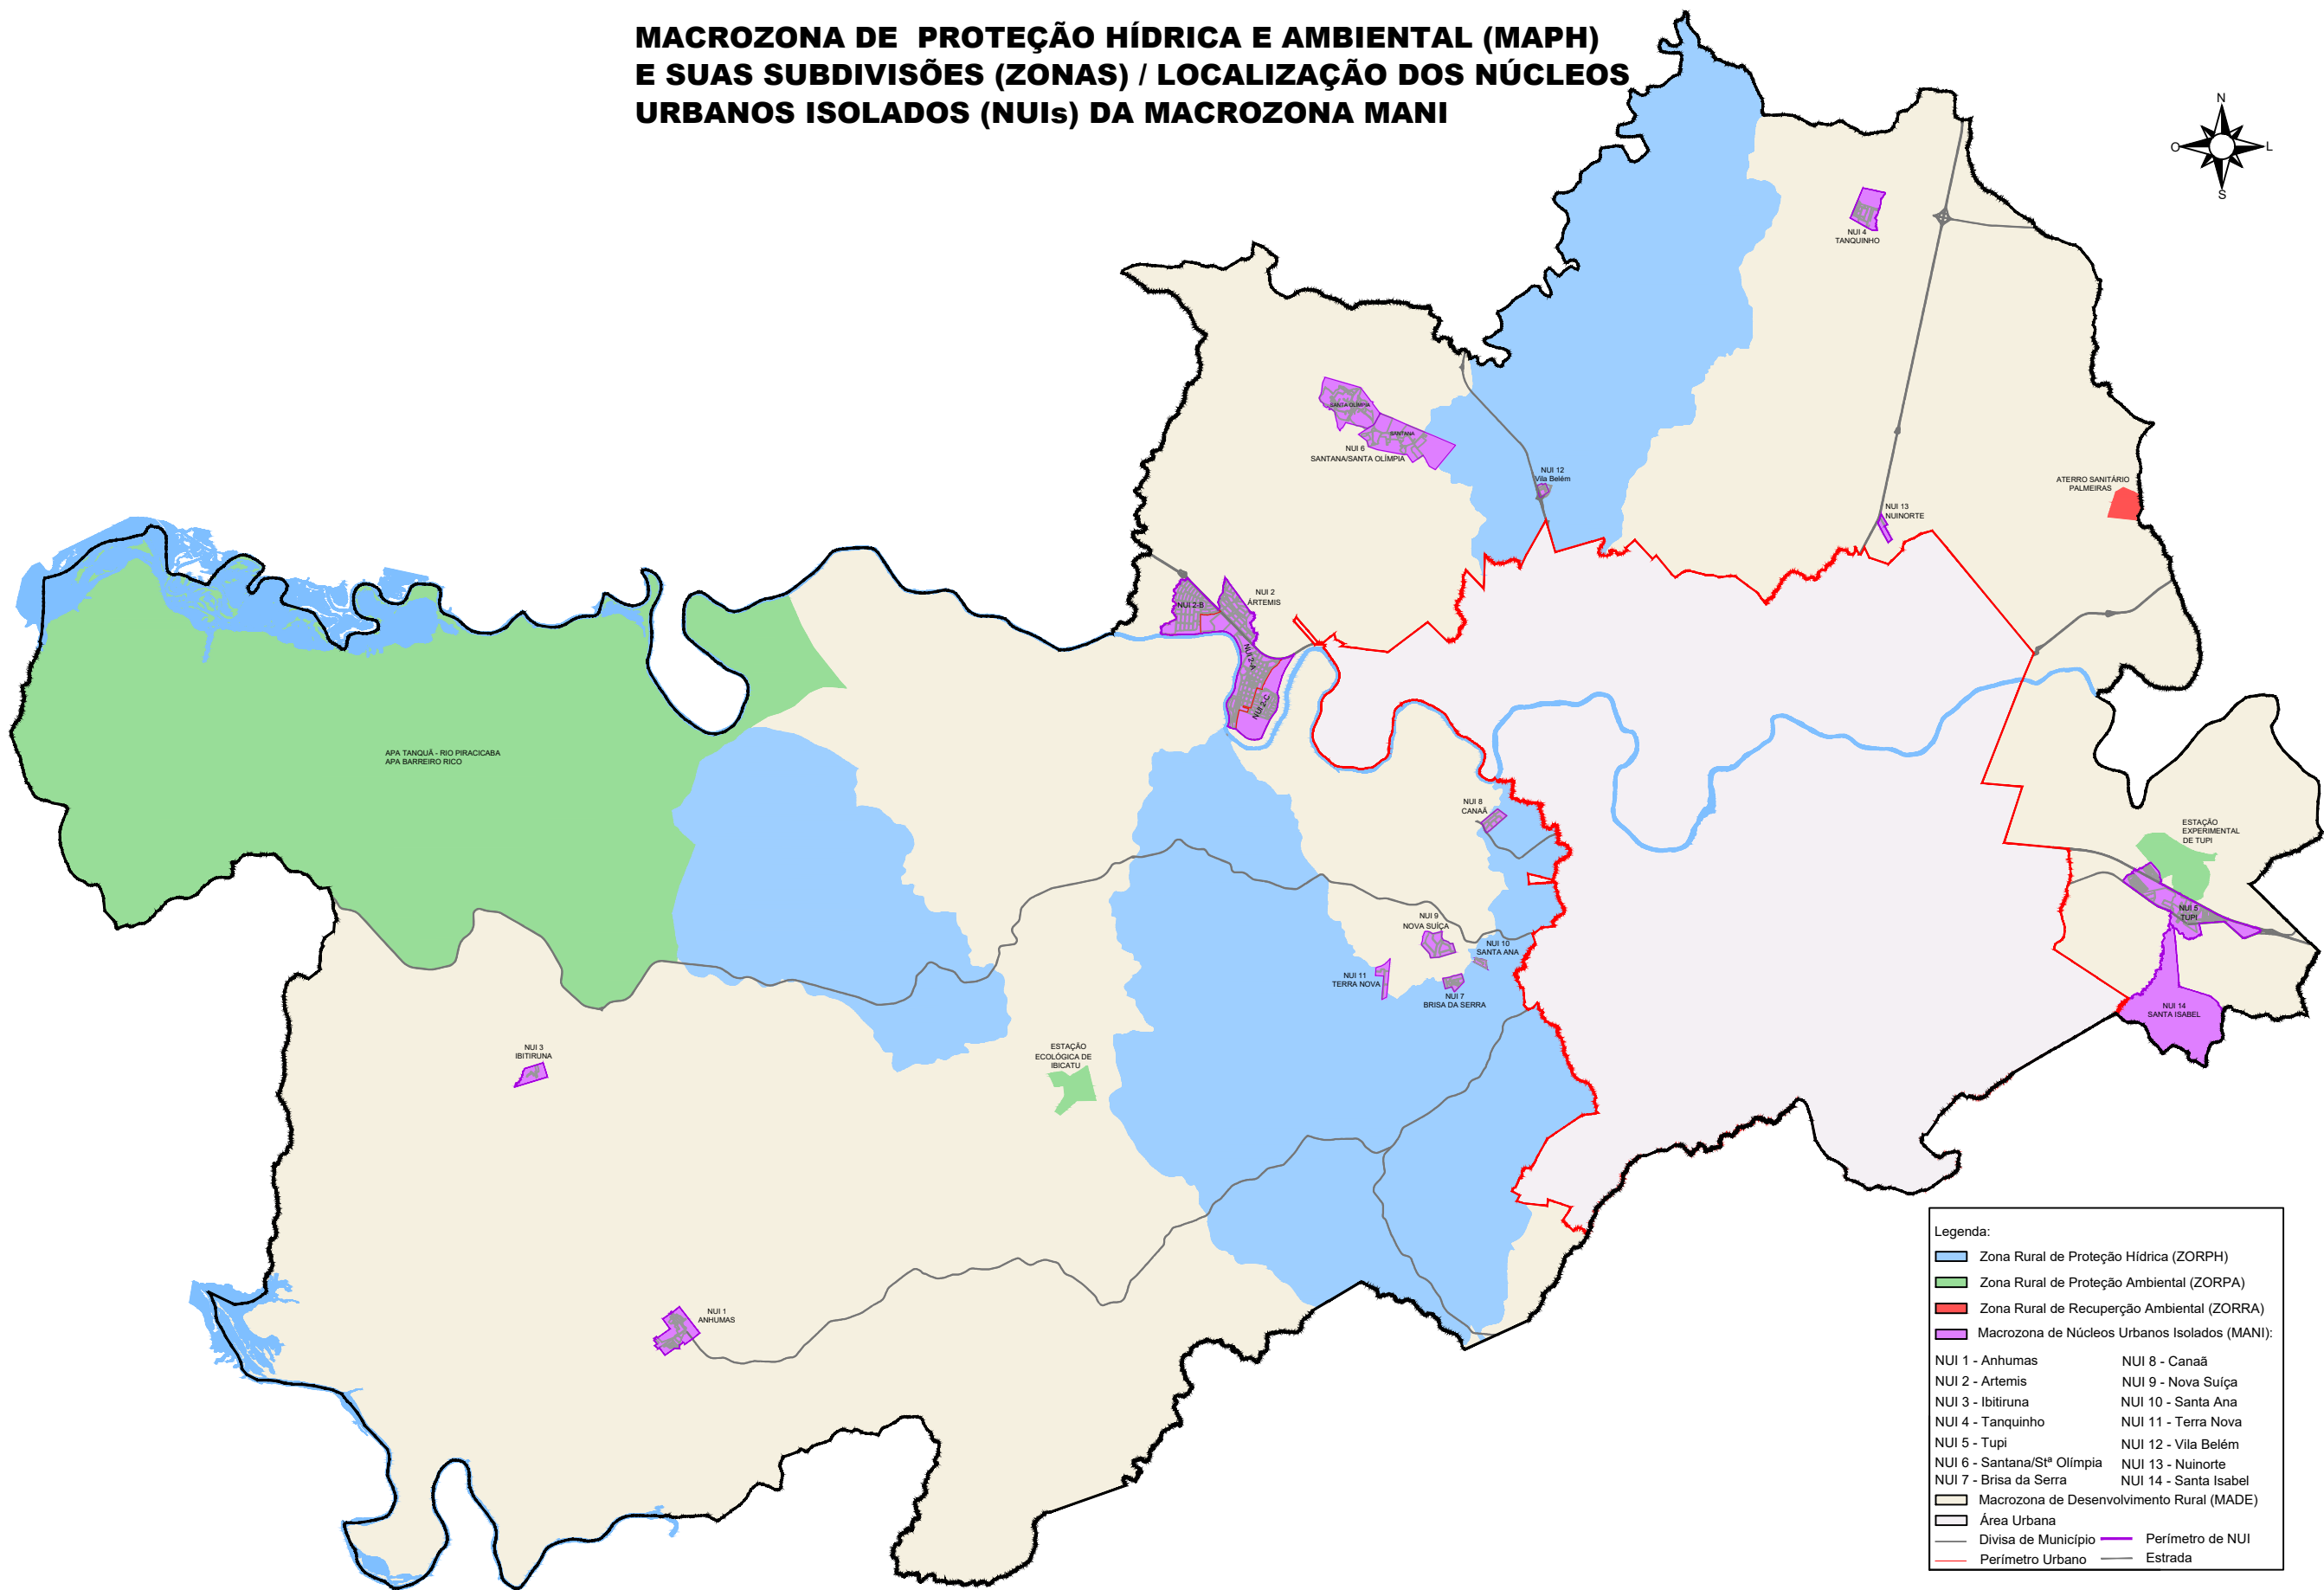 MACROZONA DE PROTEÇÃO HÍDRICA E AMBIENTAL (MAPH)
E SUAS SUBDIVISÕES (ZONAS) / LOCALIZAÇÃO DOS NÚCLEOS
URBANOS ISOLADOS (NUIs) DA MACROZONA MANI
N
O
L
S
NUI 4
TANQUINHO
SANTA OLÍMPIA
SANTANA
NUI 6
SANTANA/SANTA OLÍMPIA
NUI 12
Vila Belém
ATERRO SANITÁRIO
PALMEIRAS
NUI 13
NUINORTE
NUI 2
ÁRTEMIS
NUI 2-B
NUI 2-A
NUI 2-C
APA TANQUÃ - RIO PIRACICABA
APA BARREIRO RICO
NUI 8
CANAÃ
ESTAÇÃO
EXPERIMENTAL
DE TUPI
NUI 5
TUPI
NUI 9
NOVA SUÍÇA
NUI 10
SANTA ANA
NUI 11
TERRA NOVA
NUI 7
BRISA DA SERRA
NUI 14
SANTA ISABEL
NUI 3
IBITIRUNA
ESTAÇÃO
ECOLÓGICA DE
IBICATU
NUI 1
ANHUMAS
Legenda:
Zona Rural de Proteção Hídrica (ZORPH)
Zona Rural de Proteção Ambiental (ZORPA)
Zona Rural de Recuperção Ambiental (ZORRA)
Macrozona de Núcleos Urbanos Isolados (MANI):
NUI 1 - Anhumas NUI 8 - Canaã
NUI 2 - Artemis NUI 9 - Nova Suíça
NUI 3 - Ibitiruna NUI 10 - Santa Ana
NUI 4 - Tanquinho NUI 11 - Terra Nova
NUI 5 - Tupi NUI 12 - Vila Belém
NUI 6 - Santana/Stª Olímpia NUI 13 - Nuinorte
NUI 7 - Brisa da Serra NUI 14 - Santa Isabel
Macrozona de Desenvolvimento Rural (MADE)
Área Urbana
Divisa de Município Perímetro de NUI
Perímetro Urbano Estrada